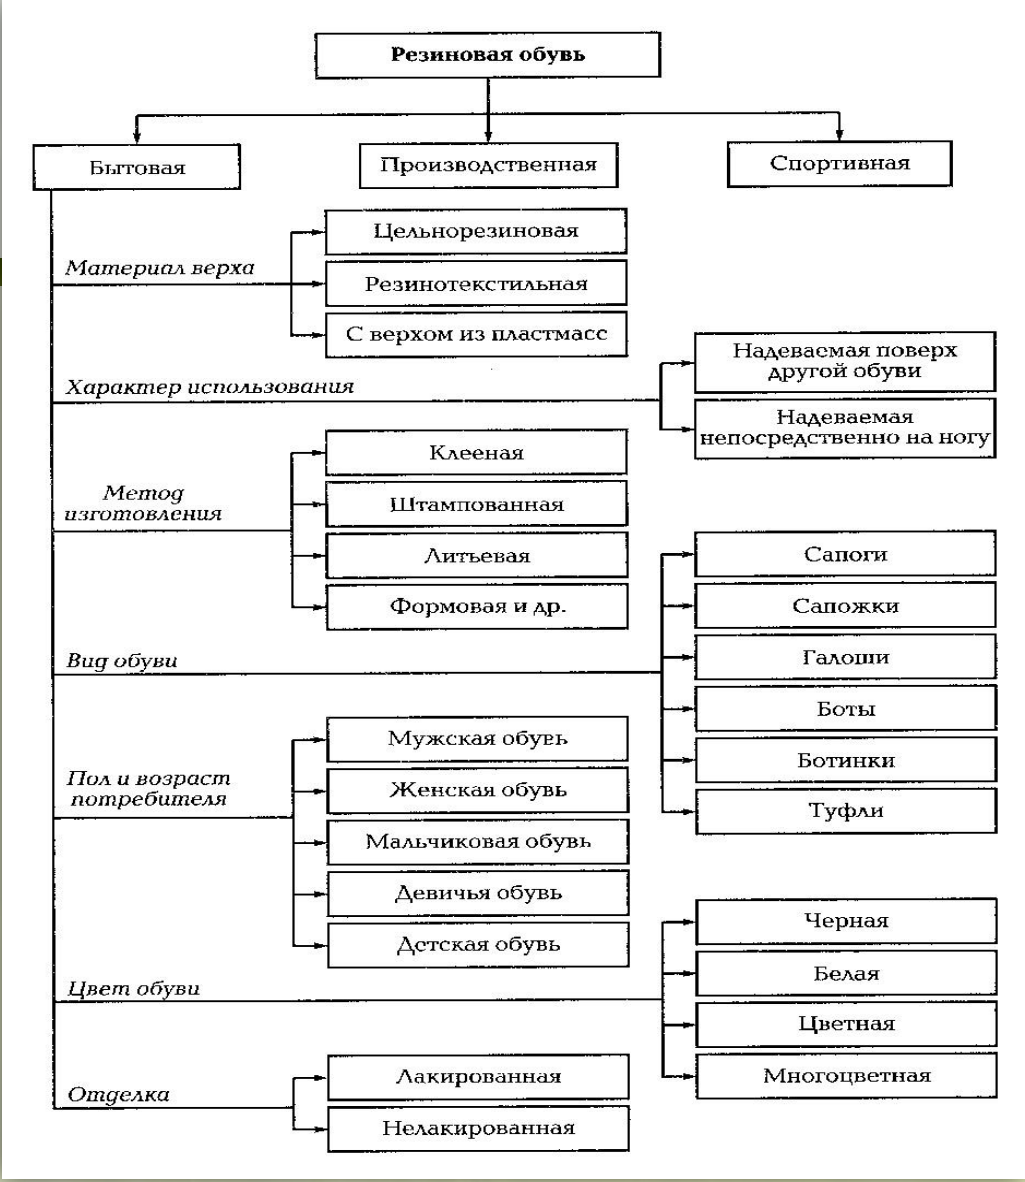 Резиновая обувь
Бытовая
Производственная
Спортивная
Материал верха
Цельнорезиновая
Резинотекстильная
С верхом из пластмасс
Характер использования
Надеваемая поверх
другой обуви
Надеваемая
непосредственно на ногу
Метод
изготовления
Клееная
Штампованная
Литьевая
Формовая и др.
Вид обуви
Сапоги
Сапожки
Галоши
Боты
Ботинки
Туфли
Пол и возраст
потребителя
Мужская обувь
Женская обувь
Мальчиковая обувь
Девичья обувь
Детская обувь
Цвет обуви
Черная
Белая
Цветная
Многоцветная
Отделка
Лакированная
Нелакированная